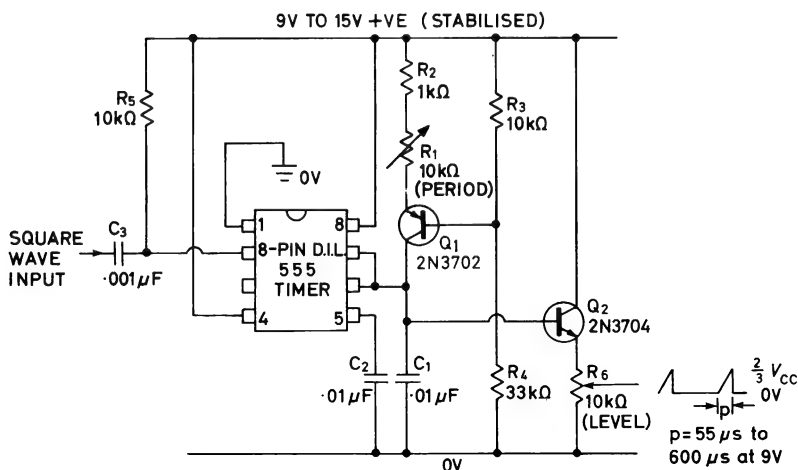 9V TO 15V +VE (STABILISED)
R5
10kΩ
R2
1kΩ
R3
10kΩ
R1
10kΩ
(PERIOD)
0V
C3
SQUARE
WAVE
INPUT
·001µF
1
8
8-PIN D.I.L.
555
TIMER
4
5
Q1
2N3702
Q2
2N3704
C2
·01µF
C1
·01µF
R4
33kΩ
R6
10kΩ
(LEVEL)
2/3 VCC
0V
p
p=55µs to
600µs at 9V
0V